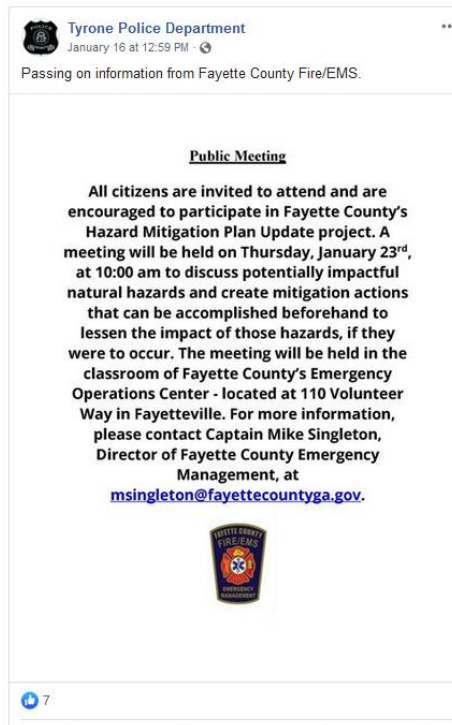 Tyrone Police Department
January 16 at 12:59 PM ·
Passing on information from Fayette County Fire/EMS.
Public Meeting
All citizens are invited to attend and are
encouraged to participate in Fayette County's
Hazard Mitigation Plan Update project. A
meeting will be held on Thursday, January 23rd,
at 10:00 am to discuss potentially impactful
natural hazards and create mitigation actions
that can be accomplished beforehand to
lessen the impact of those hazards, if they
were to occur. The meeting will be held in the
classroom of Fayette County's Emergency
Operations Center - located at 110 Volunteer
Way in Fayetteville. For more information,
please contact Captain Mike Singleton,
Director of Fayette County Emergency
Management, at
msingleton@fayettecountyga.gov.
FAYETTE COUNTY
FIRE/EMS
EMERGENCY
MANAGEMENT
7